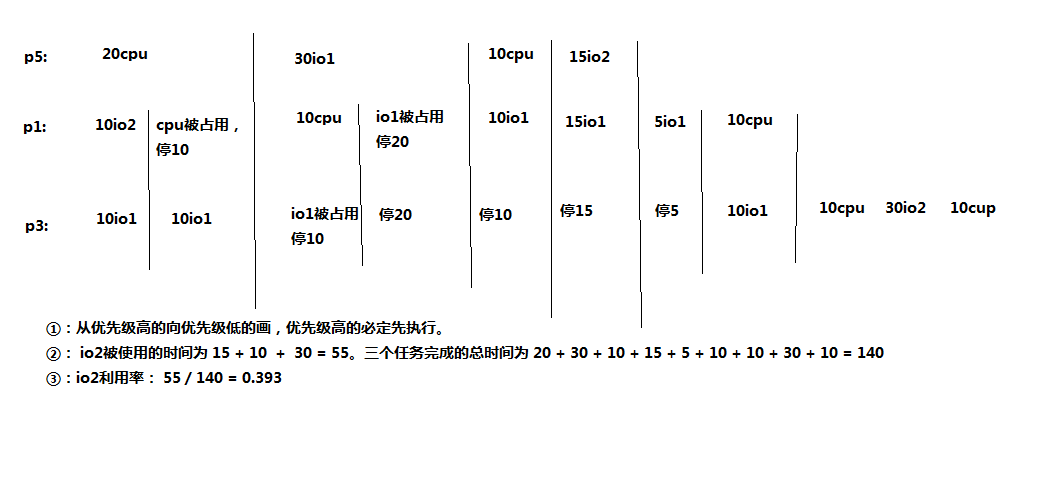 p5: 20cpu 30io1 10cpu 15io2
p1: 10io2 cpu被占用， 10cpu io1被占用 10io1 15io1 5io1 10cpu
停10 停20
p3: 10io1 10io1 io1被占用 停20 停10 停15 停5 10io1 10cpu 30io2 10cup
停10
①：从优先级高的向优先级低的画，优先级高的必定先执行。
②： io2被使用的时间为 15 + 10 + 30 = 55。三个任务完成的总时间为 20 + 30 + 10 + 15 + 5 + 10 + 10 + 30 + 10 = 140
③：io2利用率： 55 / 140 = 0.393